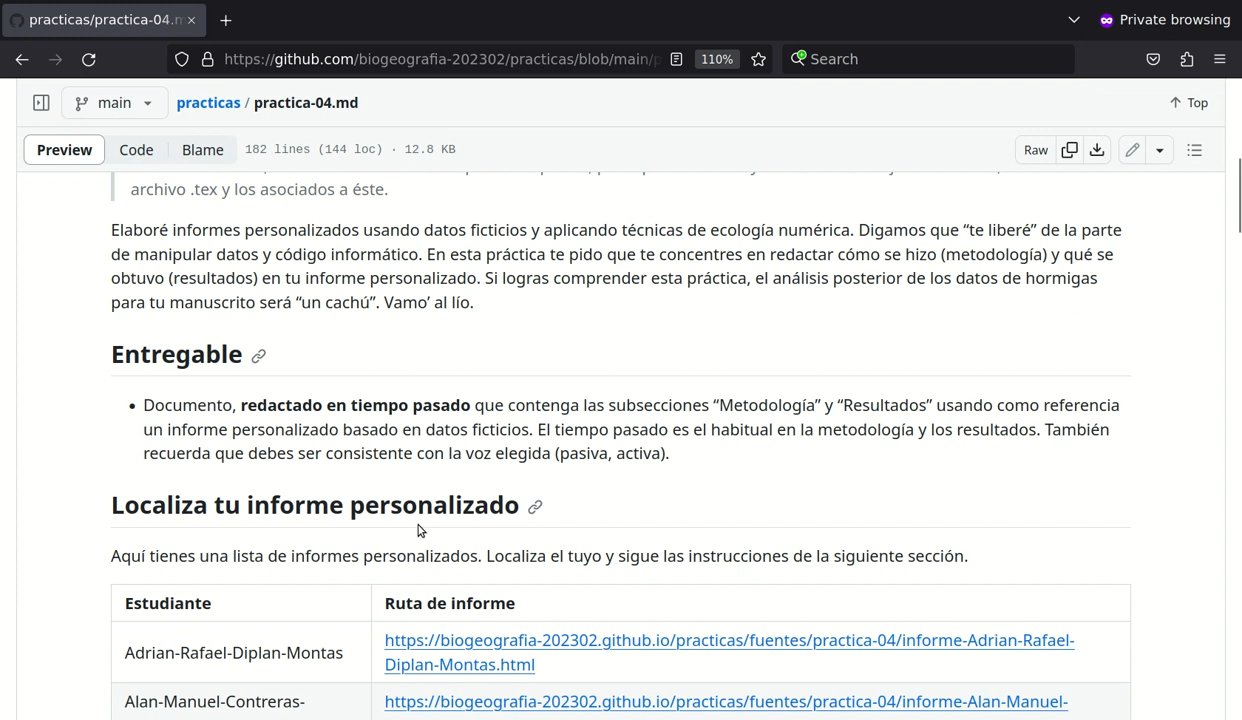 practicas/practica-04.m
Private browsing
https://github.com/biogeografia-202302/practicas/blob/main/p
110%
Search
main
practicas / practica-04.md
Top
Preview
Code
Blame
182 lines (144 loc) · 12.8 KB
Raw
archivo .tex y los asociados a éste.
Elaboré informes personalizados usando datos ficticios y aplicando técnicas de ecología numérica. Digamos que “te liberé” de la parte
de manipular datos y código informático. En esta práctica te pido que te concentres en redactar cómo se hizo (metodología) y qué se
obtuvo (resultados) en tu informe personalizado. Si logras comprender esta práctica, el análisis posterior de los datos de hormigas
para tu manuscrito será “un cachú”. Vamo’ al lío.
Entregable
• Documento, redactado en tiempo pasado que contenga las subsecciones “Metodología” y “Resultados” usando como referencia
un informe personalizado basado en datos ficticios. El tiempo pasado es el habitual en la metodología y los resultados. También
recuerda que debes ser consistente con la voz elegida (pasiva, activa).
Localiza tu informe personalizado
Aquí tienes una lista de informes personalizados. Localiza el tuyo y sigue las instrucciones de la siguiente sección.
Estudiante
Ruta de informe
Adrian-Rafael-Diplan-Montas
https://biogeografia-202302.github.io/practicas/fuentes/practica-04/informe-Adrian-Rafael-
Diplan-Montas.html
Alan-Manuel-Contreras-
https://biogeografia-202302.github.io/practicas/fuentes/practica-04/informe-Alan-Manuel-